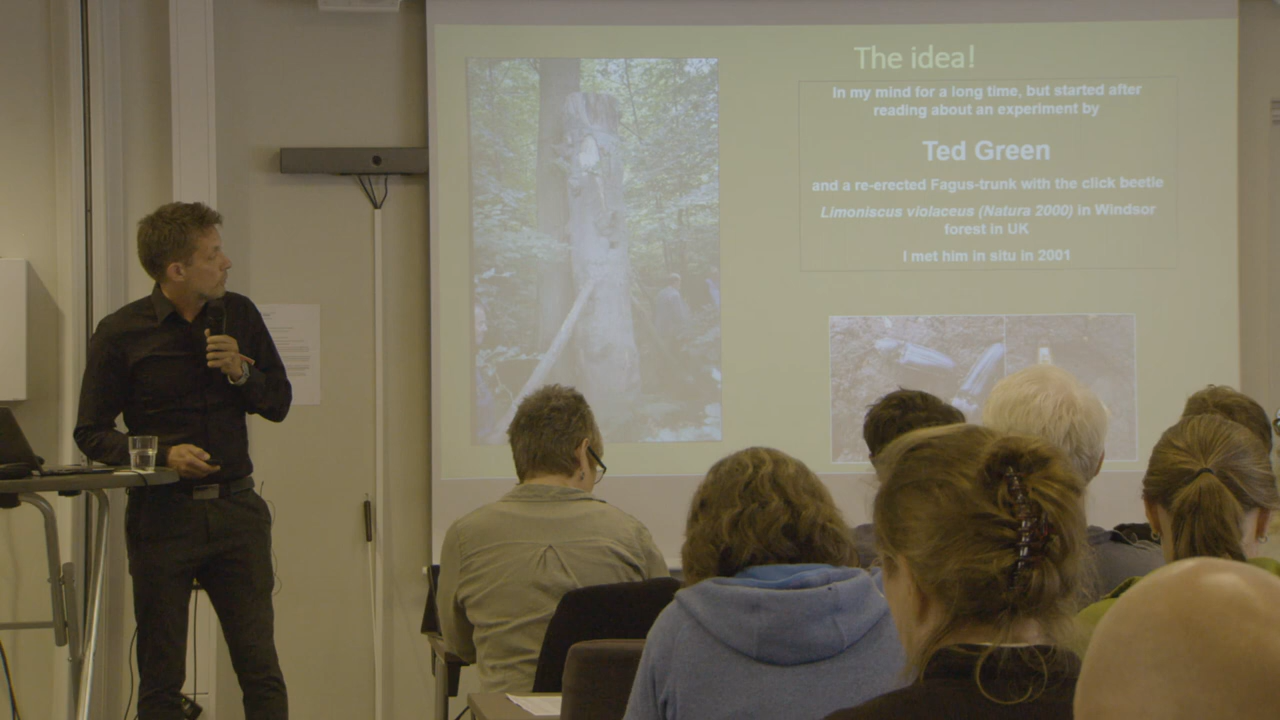 The idea!
In my mind for a long time, but started after
reading about an experiment by
Ted Green
and a re-erected Fagus-trunk with the click beetle
Limoniscus violaceus (Natura 2000) in Windsor
forest in UK
I met him in situ in 2001